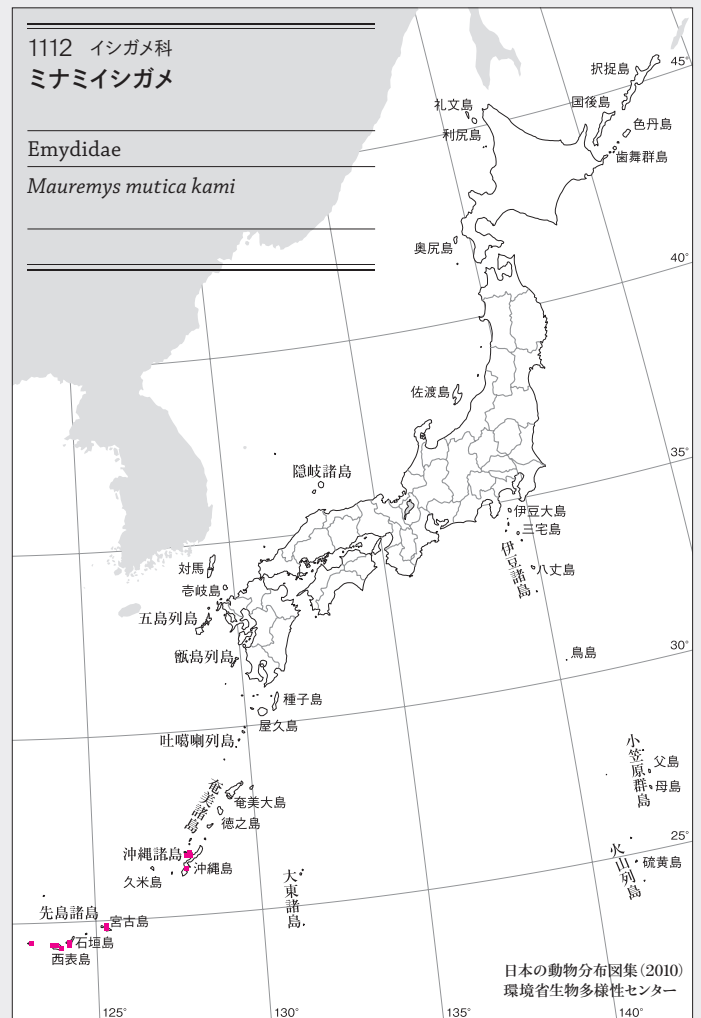 1112 イシガメ科
ミナミイシガメ
Emydidae
Mauremys mutica kami
択捉島
45°
礼文島
国後島
利尻島
色丹島
歯舞群島
奥尻島
40°
佐渡島
35°
隠岐諸島
伊豆大島
三宅島
伊豆諸島
八丈島
対馬
壱岐島
五島列島
甑島列島
鳥島
30°
種子島
屋久島
吐噶喇列島
小笠原群島
父島
母島
奄美諸島
奄美大島
徳之島
25°
沖縄諸島
沖縄島
久米島
大東諸島
火山列島
硫黄島
先島諸島
宮古島
石垣島
西表島
日本の動物分布図集(2010)
環境省生物多様性センター
125°
130°
135°
140°